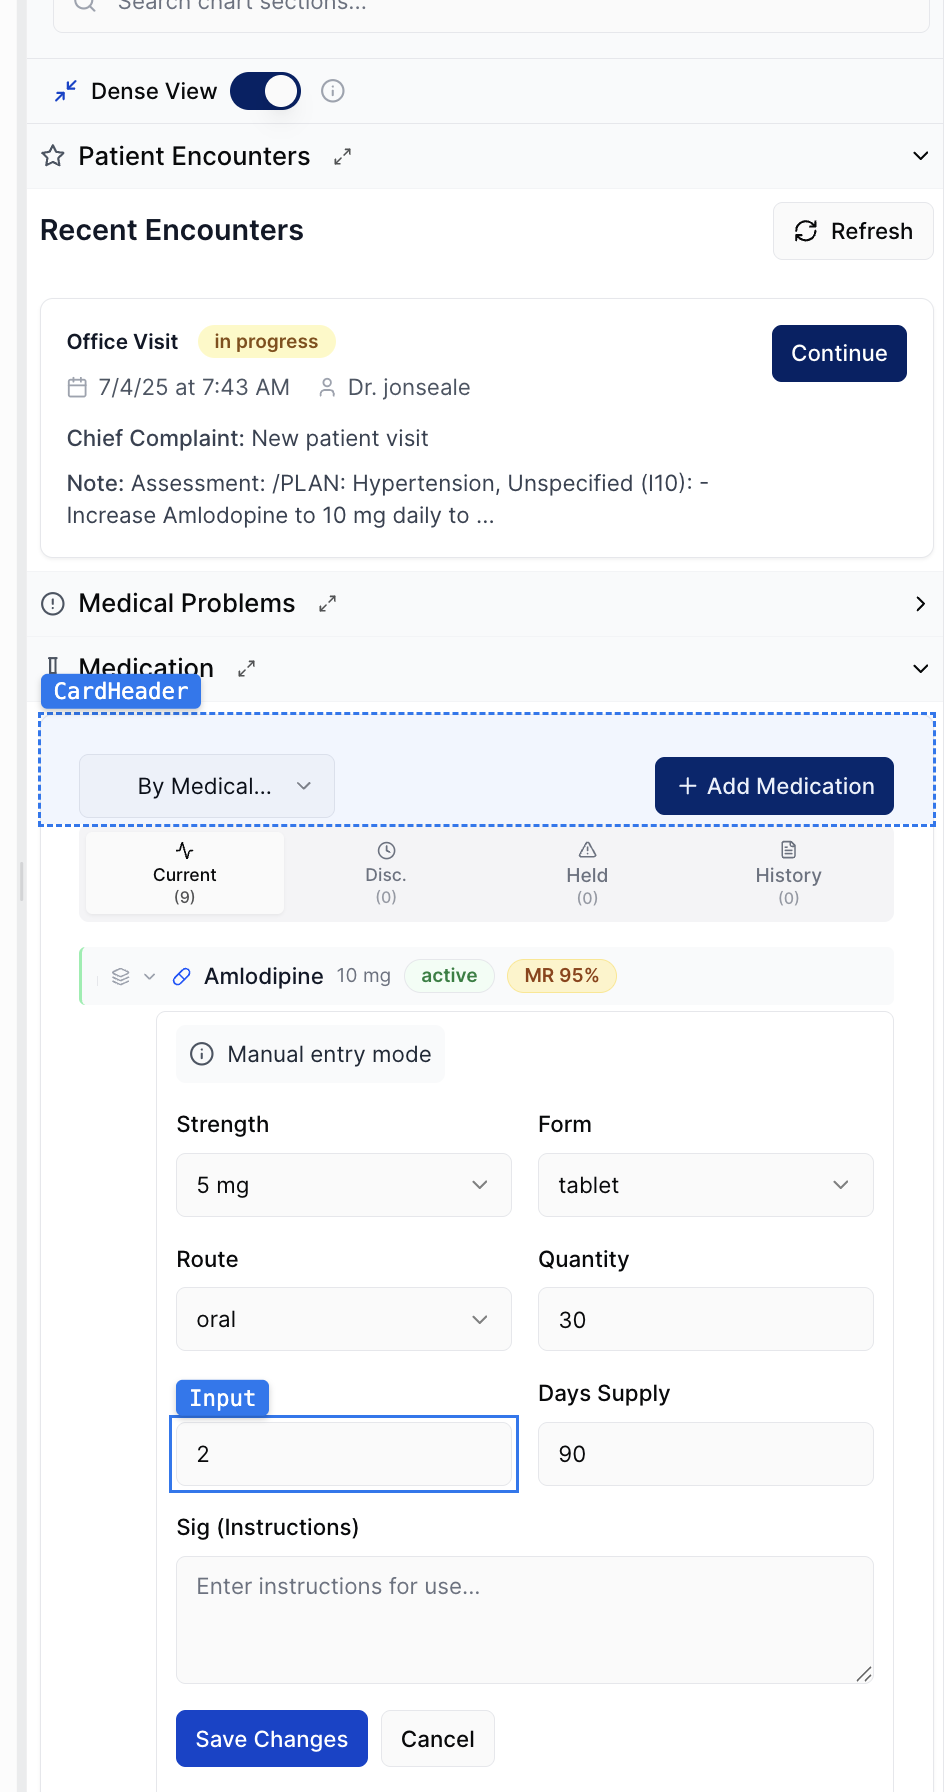 Search chart sections...
Dense View
Patient Encounters
Recent Encounters
Refresh
Office Visit in progress
Continue
7/4/25 at 7:43 AM Dr. jonseale
Chief Complaint: New patient visit
Note: Assessment: /PLAN: Hypertension, Unspecified (I10): -
Increase Amlodopine to 10 mg daily to ...
Medical Problems
Medication
CardHeader
By Medical...
Add Medication
Current
(9)
Disc.
(0)
Held
(0)
History
(0)
Amlodipine 10 mg active MR 95%
Manual entry mode
Strength
Form
5 mg
tablet
Route
Quantity
oral
30
Input
Days Supply
2
90
Sig (Instructions)
Enter instructions for use...
Save Changes
Cancel